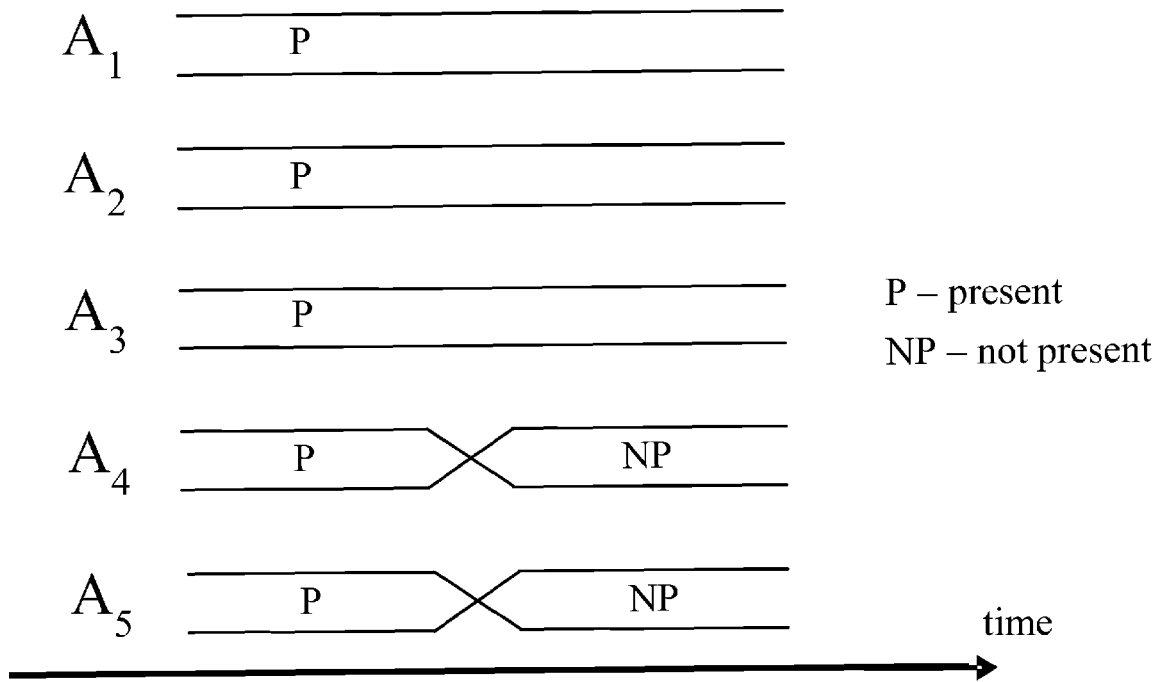 A1 P
A2 P
A3 P
P – present
NP – not present
A4 P NP
A5 P NP
time